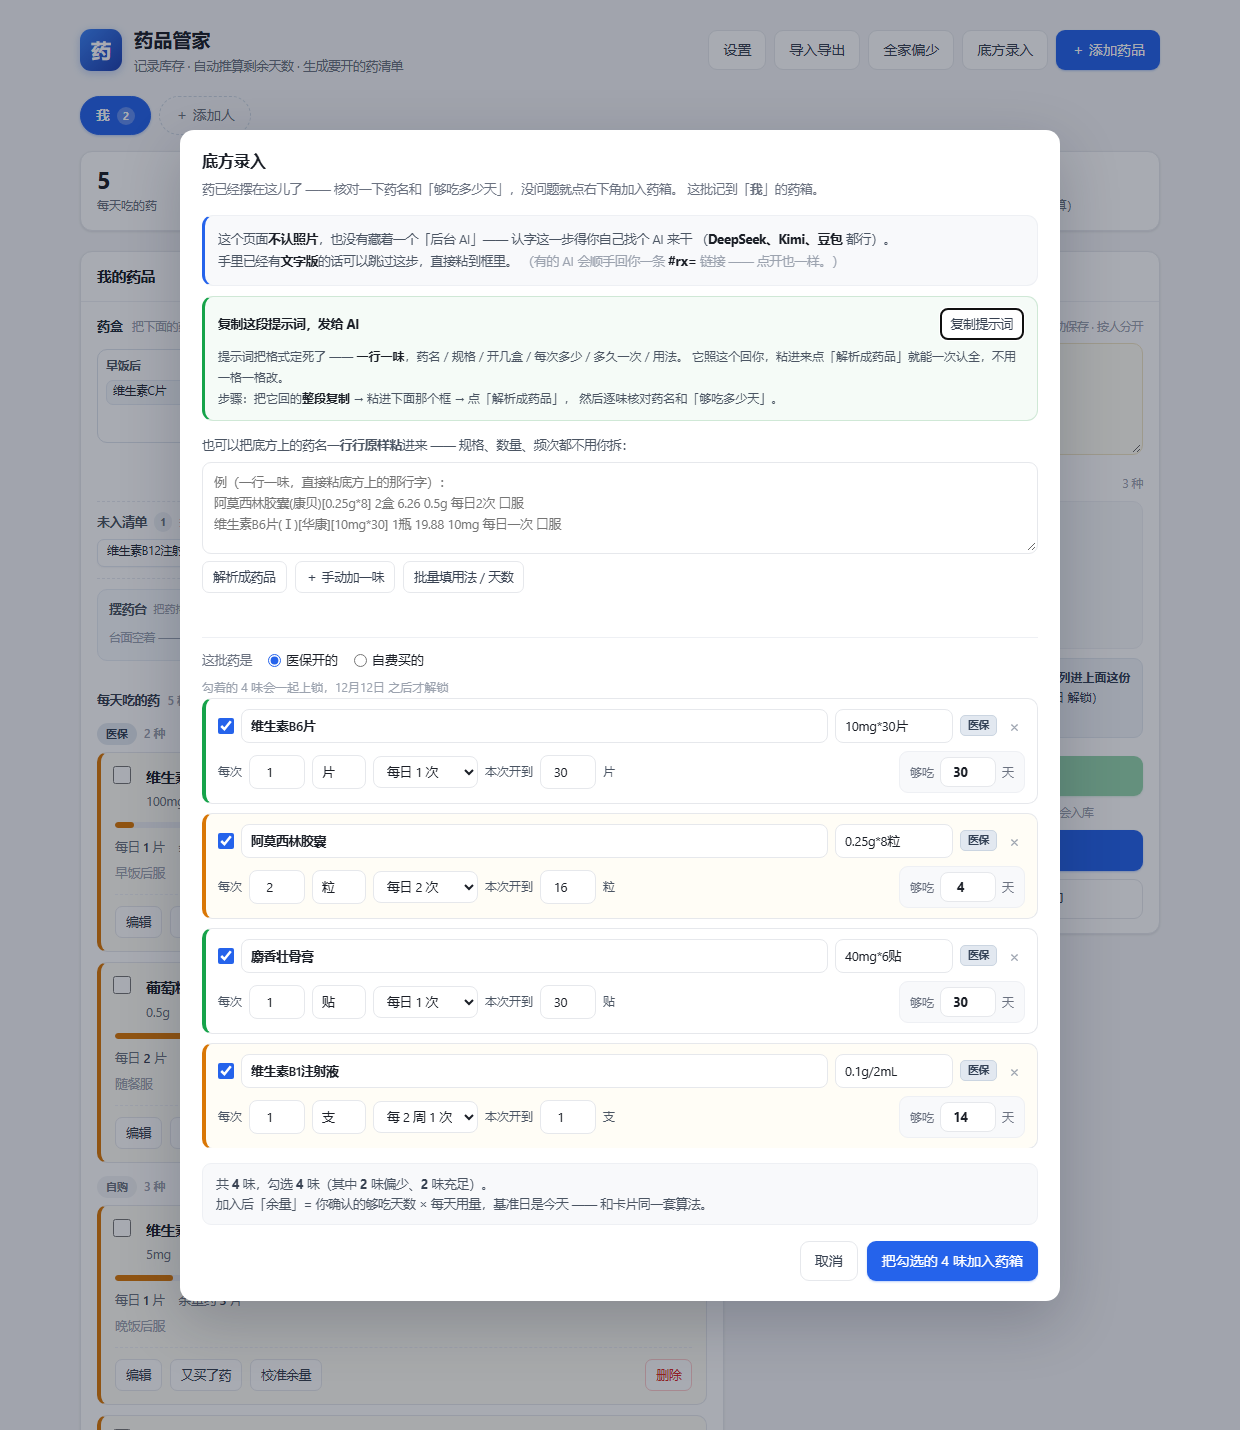 药
药品管家
记录库存 · 自动推算剩余天数 · 生成要开的药清单
设置
导入导出
全家偏少
底方录入
＋ 添加药品
我 2
＋ 添加人
5
每天吃的药
算）
我的药品
药盒
早饭后
维生素C片
动保存 · 按人分开
3 种
未入清单 1
维生素B12注射
摆药台
台面空着 ——
每天吃的药
医保 2 种
100mg
每日 1 片
早饭后服
编辑
0.5g
每日 2 片
随餐服
编辑
自购 3 种
5mg
每日 1 片
晚饭后服
编辑
又买了药
校准余量
删除
列进上面这份
解锁）
会入库
底方录入
药已经摆在这儿了 —— 核对一下药名和「够吃多少天」，没问题就点右下角加入药箱。 这批记到「我」的药箱。
这个页面不认照片，也没有藏着一个「后台 AI」—— 认字这一步得你自己找个 AI 来干 （DeepSeek、Kimi、豆包 都行）。
手里已经有文字版的话可以跳过这步，直接粘到框里。 （有的 AI 会顺手回你一条 #rx= 链接 —— 点开也一样。）
复制这段提示词，发给 AI
复制提示词
提示词把格式定死了 —— 一行一味，药名 / 规格 / 开几盒 / 每次多少 / 多久一次 / 用法。 它照这个回你，粘进来点「解析成药品」就能一次认全，不用
一格一格改。
步骤：把它回的整段复制 → 粘进下面那个框 → 点「解析成药品」， 然后逐味核对药名和「够吃多少天」。
也可以把底方上的药名一行行原样粘进来 —— 规格、数量、频次都不用你拆：
例（一行一味，直接粘底方上的那行字）：
阿莫西林胶囊(康贝)[0.25g*8] 2盒 6.26 0.5g 每日2次 口服
维生素B6片(Ⅰ)[华康][10mg*30] 1瓶 19.88 10mg 每日一次 口服
解析成药品
＋ 手动加一味
批量填用法 / 天数
这批药是 医保开的 自费买的
勾着的 4 味会一起上锁，12月12日 之后才解锁
维生素B6片 10mg*30片 医保 ×
每次 1 片 每日 1 次 本次开到 30 片 够吃 30 天
阿莫西林胶囊 0.25g*8粒 医保 ×
每次 2 粒 每日 2 次 本次开到 16 粒 够吃 4 天
麝香壮骨膏 40mg*6贴 医保 ×
每次 1 贴 每日 1 次 本次开到 30 贴 够吃 30 天
维生素B1注射液 0.1g/2mL 医保 ×
每次 1 支 每 2 周 1 次 本次开到 1 支 够吃 14 天
共 4 味，勾选 4 味（其中 2 味偏少、2 味充足）。
加入后「余量」= 你确认的够吃天数 × 每天用量，基准日是今天 —— 和卡片同一套算法。
取消
把勾选的 4 味加入药箱